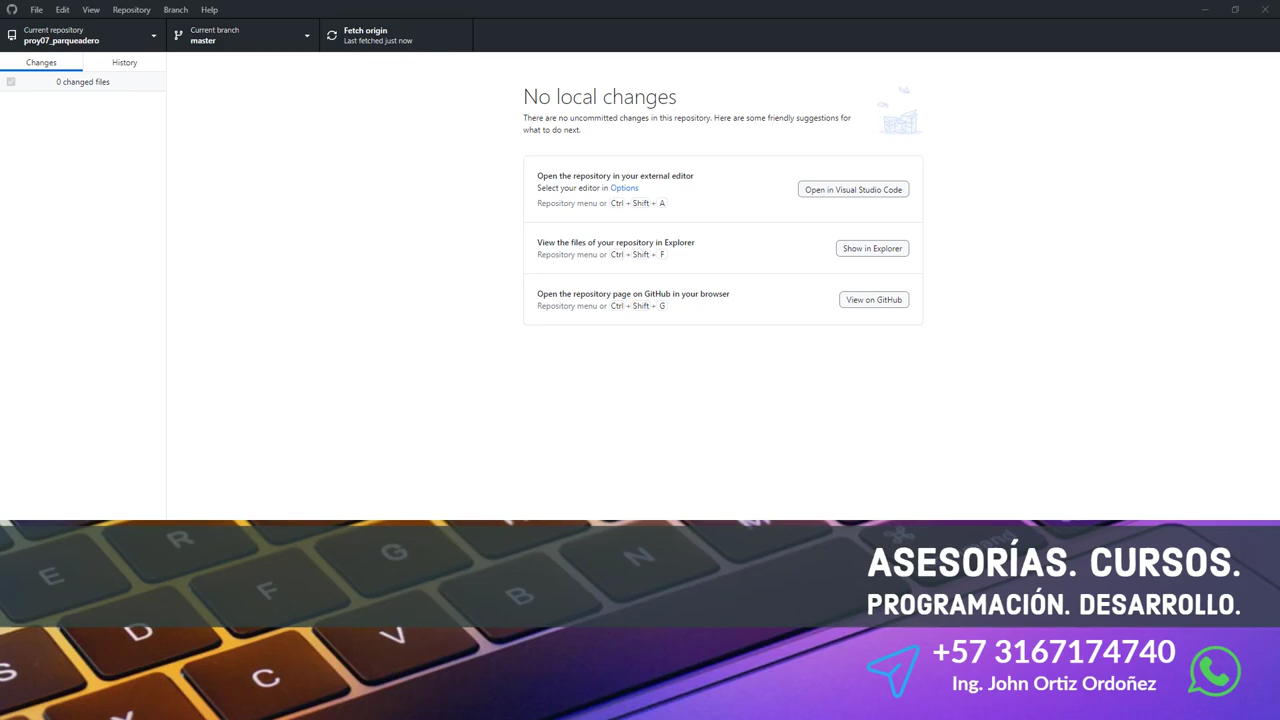 File Edit View Repository Branch Help
Current repository
proy07_parqueadero
Current branch
master
Fetch origin
Last fetched just now
Changes
History
0 changed files
No local changes
There are no uncommitted changes in this repository. Here are some friendly suggestions for
what to do next.
Open the repository in your external editor
Select your editor in Options
Repository menu or Ctrl + Shift + A
Open in Visual Studio Code
View the files of your repository in Explorer
Repository menu or Ctrl + Shift + F
Show in Explorer
Open the repository page on GitHub in your browser
Repository menu or Ctrl + Shift + G
View on GitHub
E
R
F
G
B
N
M
D
V
S
C
ASESORÍAS. CURSOS.
PROGRAMACIÓN. DESARROLLO.
+57 3167174740
Ing. John Ortiz Ordoñez